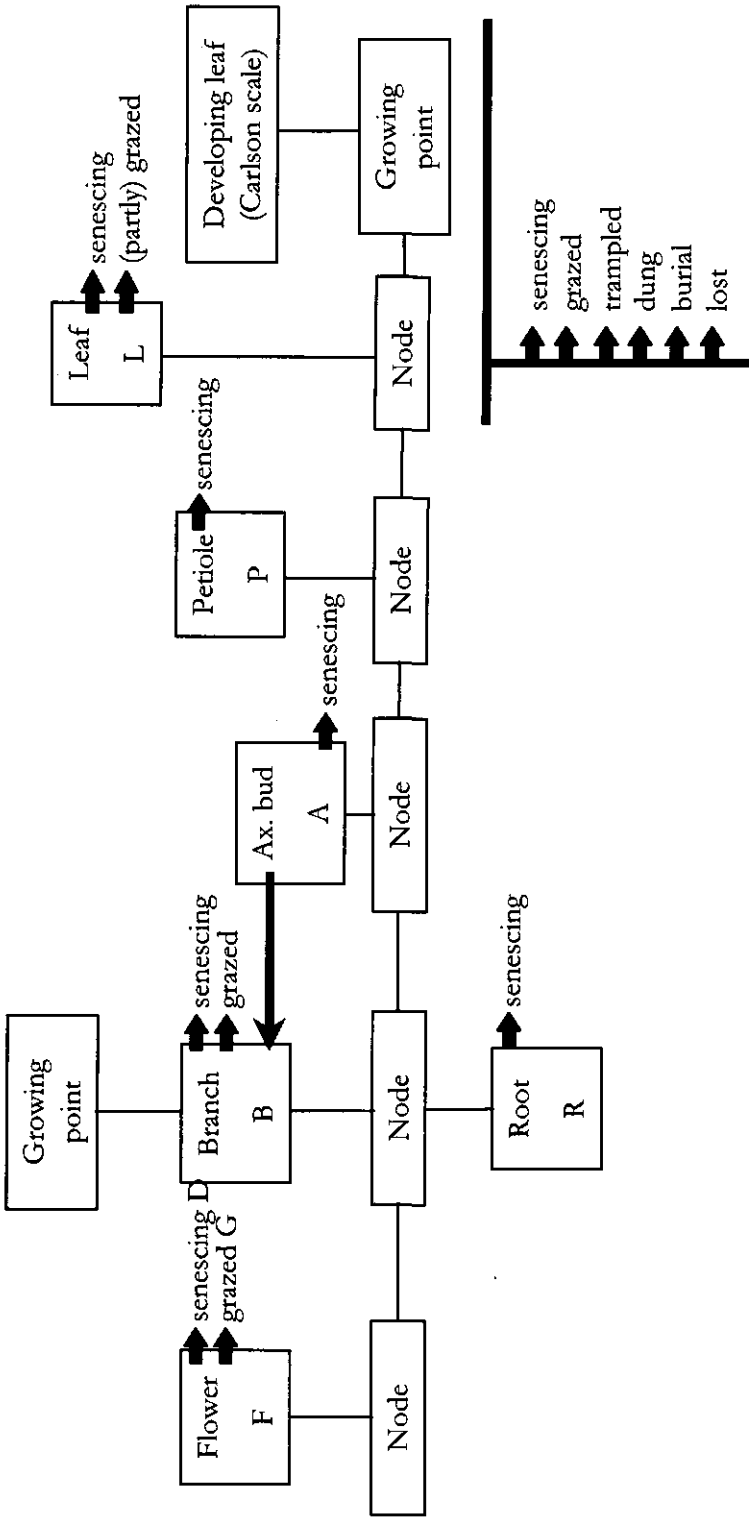 Growing
point
Flower
F
senescing D
grazed G
Branch
B
senescing
grazed
Ax. bud
A
senescing
Petiole
P
senescing
Leaf
L
senescing
(partly) grazed
Developing leaf
(Carlson scale)
Growing
point
Node
Node
Node
Node
Node
Root
R
senescing
senescing
grazed
trampled
dung
burial
lost